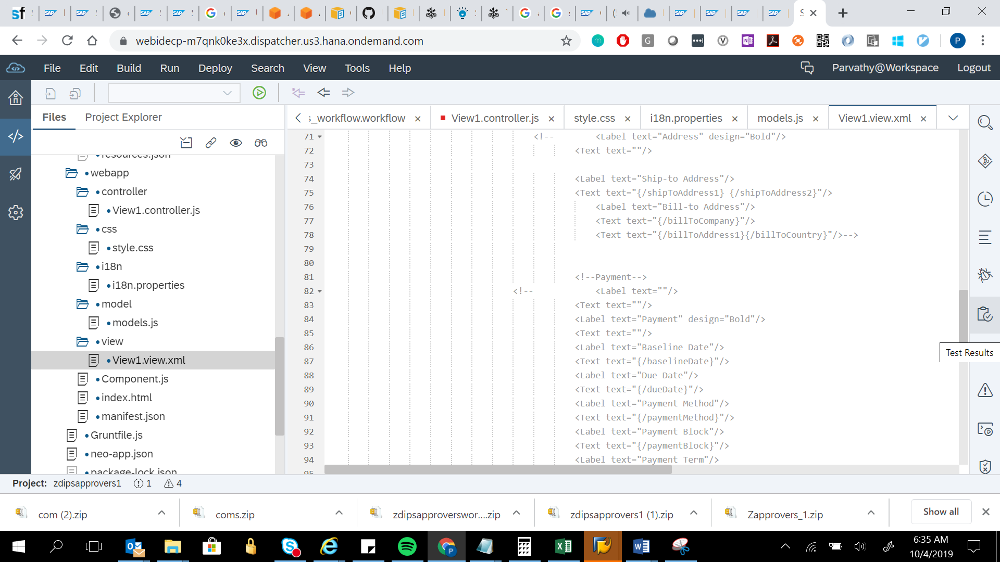 webidecp-m7qnk0ke3x.dispatcher.us3.hana.ondemand.com
File Edit Build Run Deploy Search View Tools Help
Parvathy@Workspace Logout
Files Project Explorer
s_workflow.workflow View1.controller.js style.css i18n.properties models.js View1.view.xml
resources.json
webapp
controller
View1.controller.js
css
style.css
i18n
i18n.properties
model
models.js
view
View1.view.xml
Component.js
index.html
manifest.json
Gruntfile.js
neo-app.json
package-lock.json
71 <!-- <Label text="Address" design="Bold"/>
72 <Text text=""/>
73
74 <Label text="Ship-to Address"/>
75 <Text text="{/shipToAddress1} {/shipToAddress2}"/>
76 <Label text="Bill-to Address"/>
77 <Text text="{/billToCompany}"/>
78 <Text text="{/billToAddress1}{/billToCountry}"/>-->
79
80
81 <!--Payment-->
82 <!-- <Label text=""/>
83 <Text text=""/>
84 <Label text="Payment" design="Bold"/>
85 <Text text=""/>
86 <Label text="Baseline Date"/>
87 <Text text="{/baselineDate}"/>
88 <Label text="Due Date"/>
89 <Text text="{/dueDate}"/>
90 <Label text="Payment Method"/>
91 <Text text="{/paymentMethod}"/>
92 <Label text="Payment Block"/>
93 <Text text="{/paymentBlock}"/>
94 <Label text="Payment Term"/>
95
Test Results
Project: zdipsapprovers1 1 4
com (2).zip
coms.zip
zdipsapproverswor....zip
zdipsapprovers1 (1).zip
Zapprovers_1.zip
Show all
6:35 AM
10/4/2019